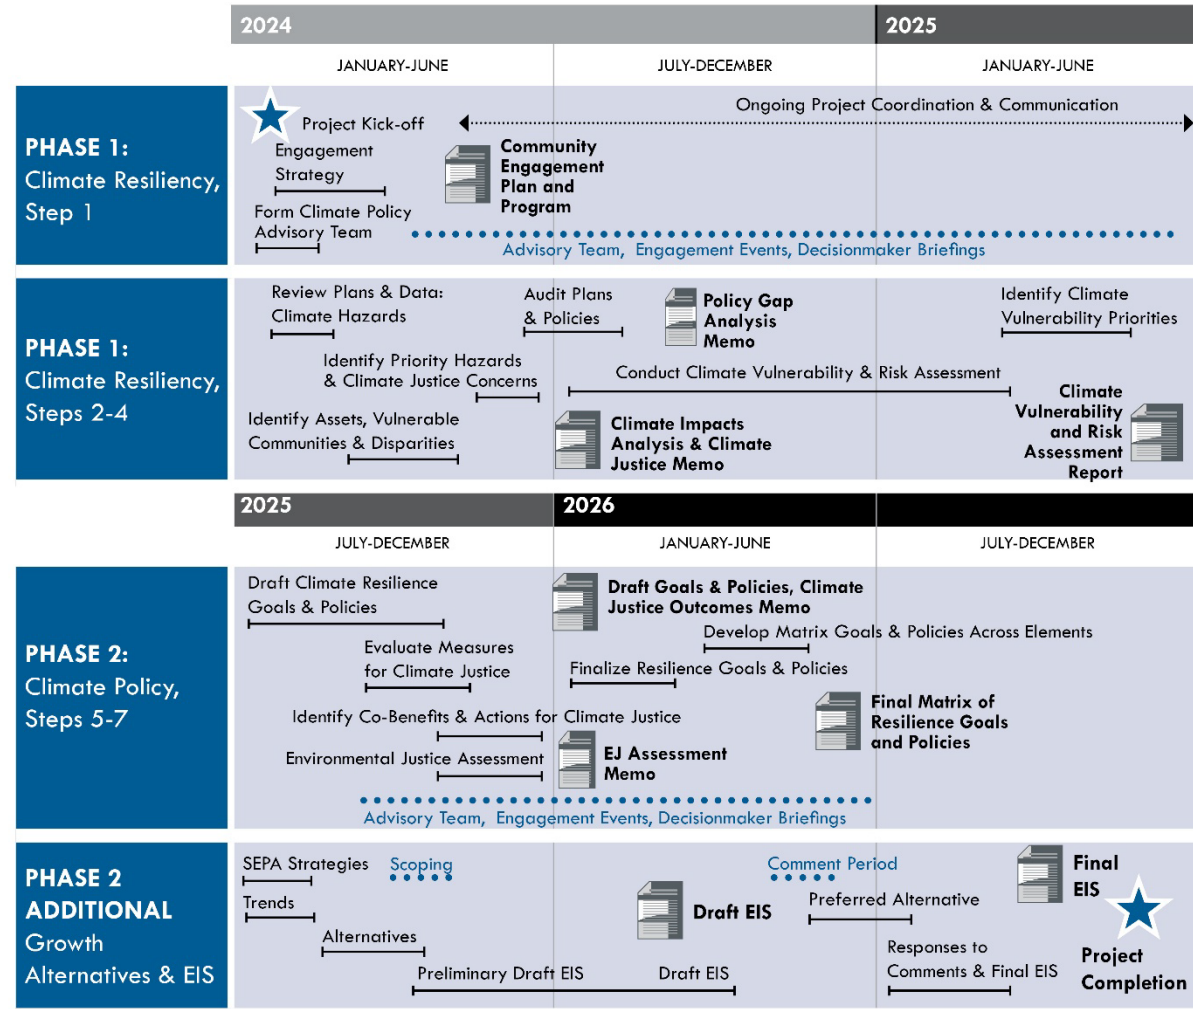 2024
2025
JANUARY-JUNE
JULY-DECEMBER
JANUARY-JUNE
PHASE 1:
Climate Resiliency,
Step 1
Project Kick-off
Engagement
Strategy
Form Climate Policy
Advisory Team
Community
Engagement
Plan and
Program
Ongoing Project Coordination & Communication
Advisory Team, Engagement Events, Decisionmaker Briefings
PHASE 1:
Climate Resiliency,
Steps 2-4
Review Plans & Data:
Climate Hazards
Identify Priority Hazards
& Climate Justice Concerns
Identify Assets, Vulnerable
Communities & Disparities
Audit Plans
& Policies
Policy Gap
Analysis
Memo
Identify Climate
Vulnerability Priorities
Conduct Climate Vulnerability & Risk Assessment
Climate Impacts
Analysis & Climate
Justice Memo
Climate
Vulnerability
and Risk
Assessment
Report
2025
2026
JULY-DECEMBER
JANUARY-JUNE
JULY-DECEMBER
PHASE 2:
Climate Policy,
Steps 5-7
Draft Climate Resilience
Goals & Policies
Evaluate Measures
for Climate Justice
Identify Co-Benefits & Actions for Climate Justice
Environmental Justice Assessment
Draft Goals & Policies, Climate
Justice Outcomes Memo
Develop Matrix Goals & Policies Across Elements
Finalize Resilience Goals & Policies
Final Matrix of
Resilience Goals
and Policies
EJ Assessment
Memo
Advisory Team, Engagement Events, Decisionmaker Briefings
PHASE 2
ADDITIONAL
Growth
Alternatives & EIS
SEPA Strategies
Trends
Alternatives
Scoping
Preliminary Draft EIS
Draft EIS
Draft EIS
Comment Period
Preferred Alternative
Responses to
Comments & Final EIS
Final
EIS
Project
Completion